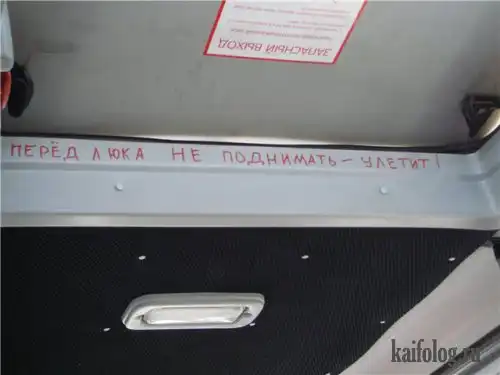 ЗАПАСНЫЙ ВЫХОД
ПЕРЁД ЛЮКА НЕ ПОДНИМАТЬ - УЛЕТИТ!
kaifolog.ru